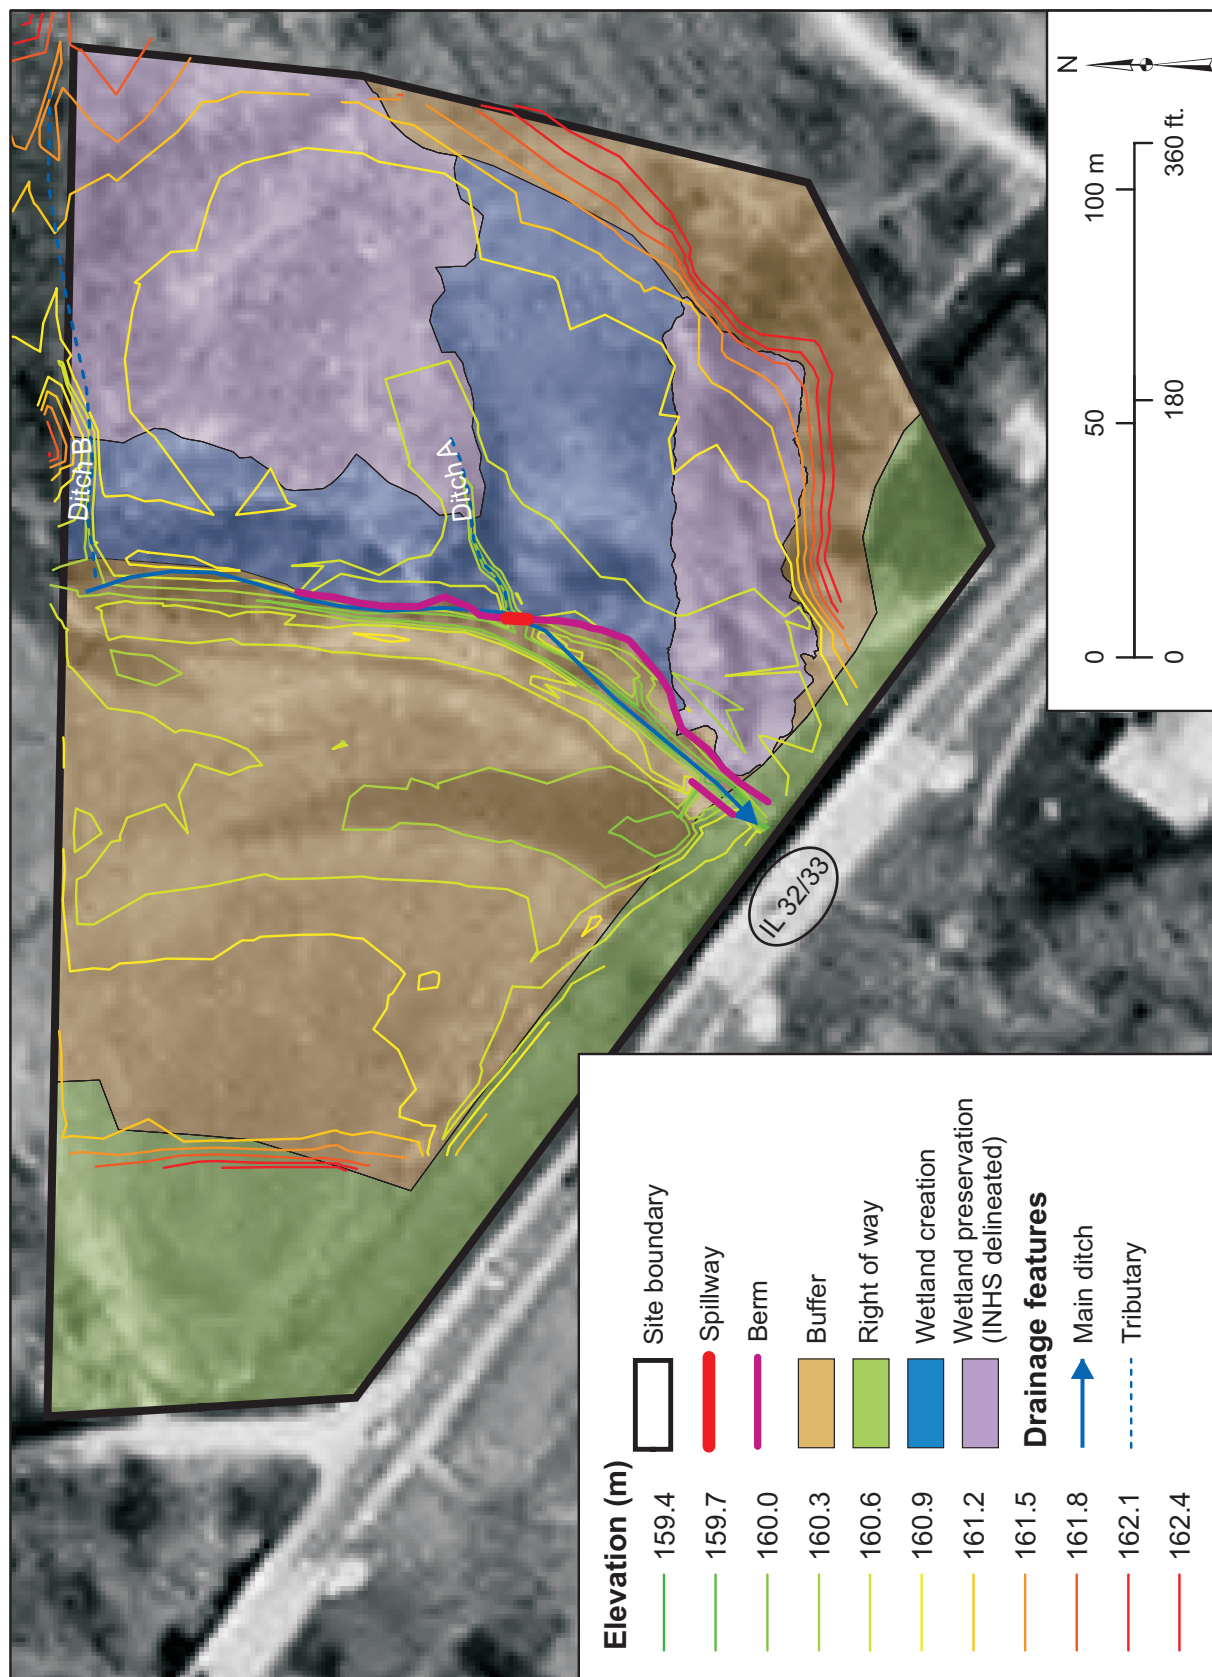 Ditch B
Ditch A
IL 32/33
N
0 50 100 m
0 180 360 ft.
Elevation (m)
159.4
159.7
160.0
160.3
160.6
160.9
161.2
161.5
161.8
162.1
162.4
Site boundary
Spillway
Berm
Buffer
Right of way
Wetland creation
Wetland preservation
(INHS delineated)
Drainage features
Main ditch
Tributary